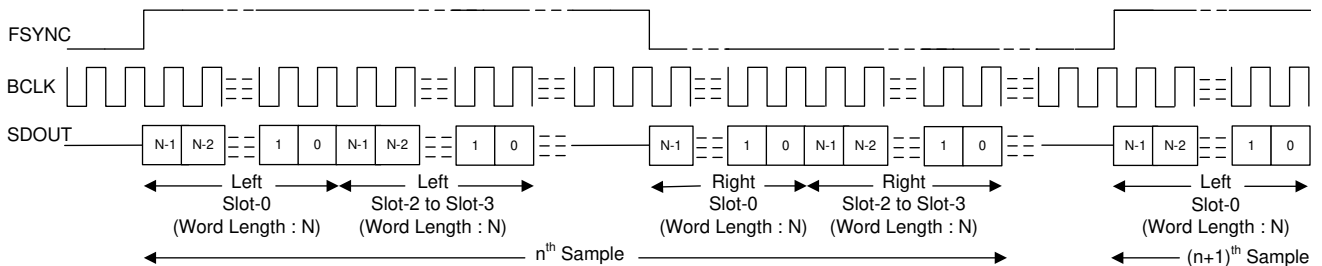 FSYNC
BCLK
SDOUT
N-1 N-2 1 0 N-1 N-2 1 0 N-1 1 0 N-1 N-2 1 0 N-1 N-2 1 0
Left Left Right Right Left
Slot-0 Slot-2 to Slot-3 Slot-0 Slot-2 to Slot-3 Slot-0
(Word Length : N) (Word Length : N) (Word Length : N) (Word Length : N) (Word Length : N)
nth Sample (n+1)th Sample